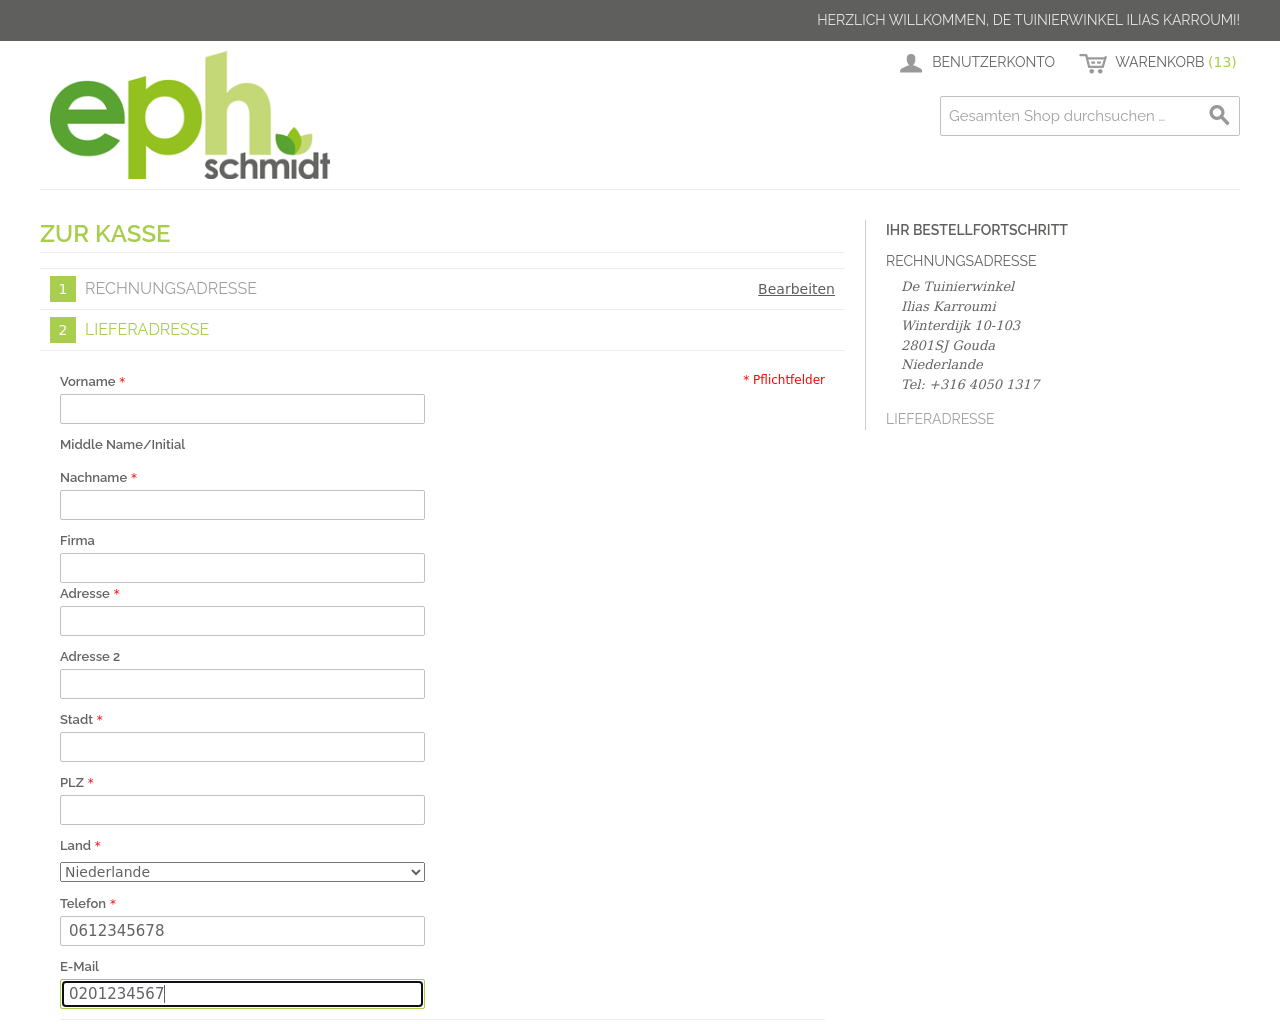 HERZLICH WILLKOMMEN, DE TUINIERWINKEL ILIAS KARROUMI!
eph
schmidt
BENUTZERKONTO
WARENKORB (13)
Gesamten Shop durchsuchen ...
ZUR KASSE
1 RECHNUNGSADRESSE Bearbeiten
2 LIEFERADRESSE
* Pflichtfelder
Vorname *
Middle Name/Initial
Nachname *
Firma
Adresse *
Adresse 2
Stadt *
PLZ *
Land *
Niederlande
Telefon *
0612345678
E-Mail
0201234567
IHR BESTELLFORTSCHRITT
RECHNUNGSADRESSE
De Tuinierwinkel
Ilias Karroumi
Winterdijk 10-103
2801SJ Gouda
Niederlande
Tel: +316 4050 1317
LIEFERADRESSE